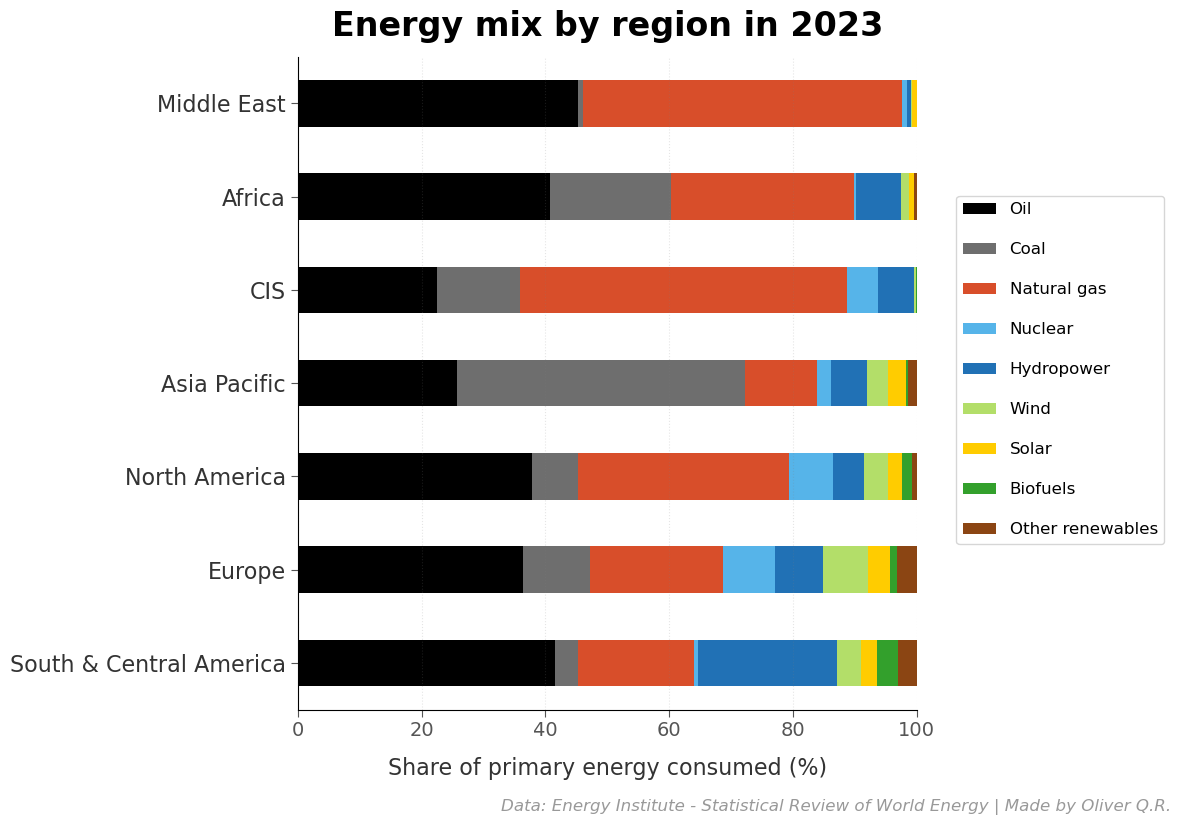 Energy mix by region in 2023
Middle East
Africa
CIS
Asia Pacific
North America
Europe
South & Central America
0 20 40 60 80 100
Share of primary energy consumed (%)
Oil
Coal
Natural gas
Nuclear
Hydropower
Wind
Solar
Biofuels
Other renewables
Data: Energy Institute - Statistical Review of World Energy | Made by Oliver Q.R.